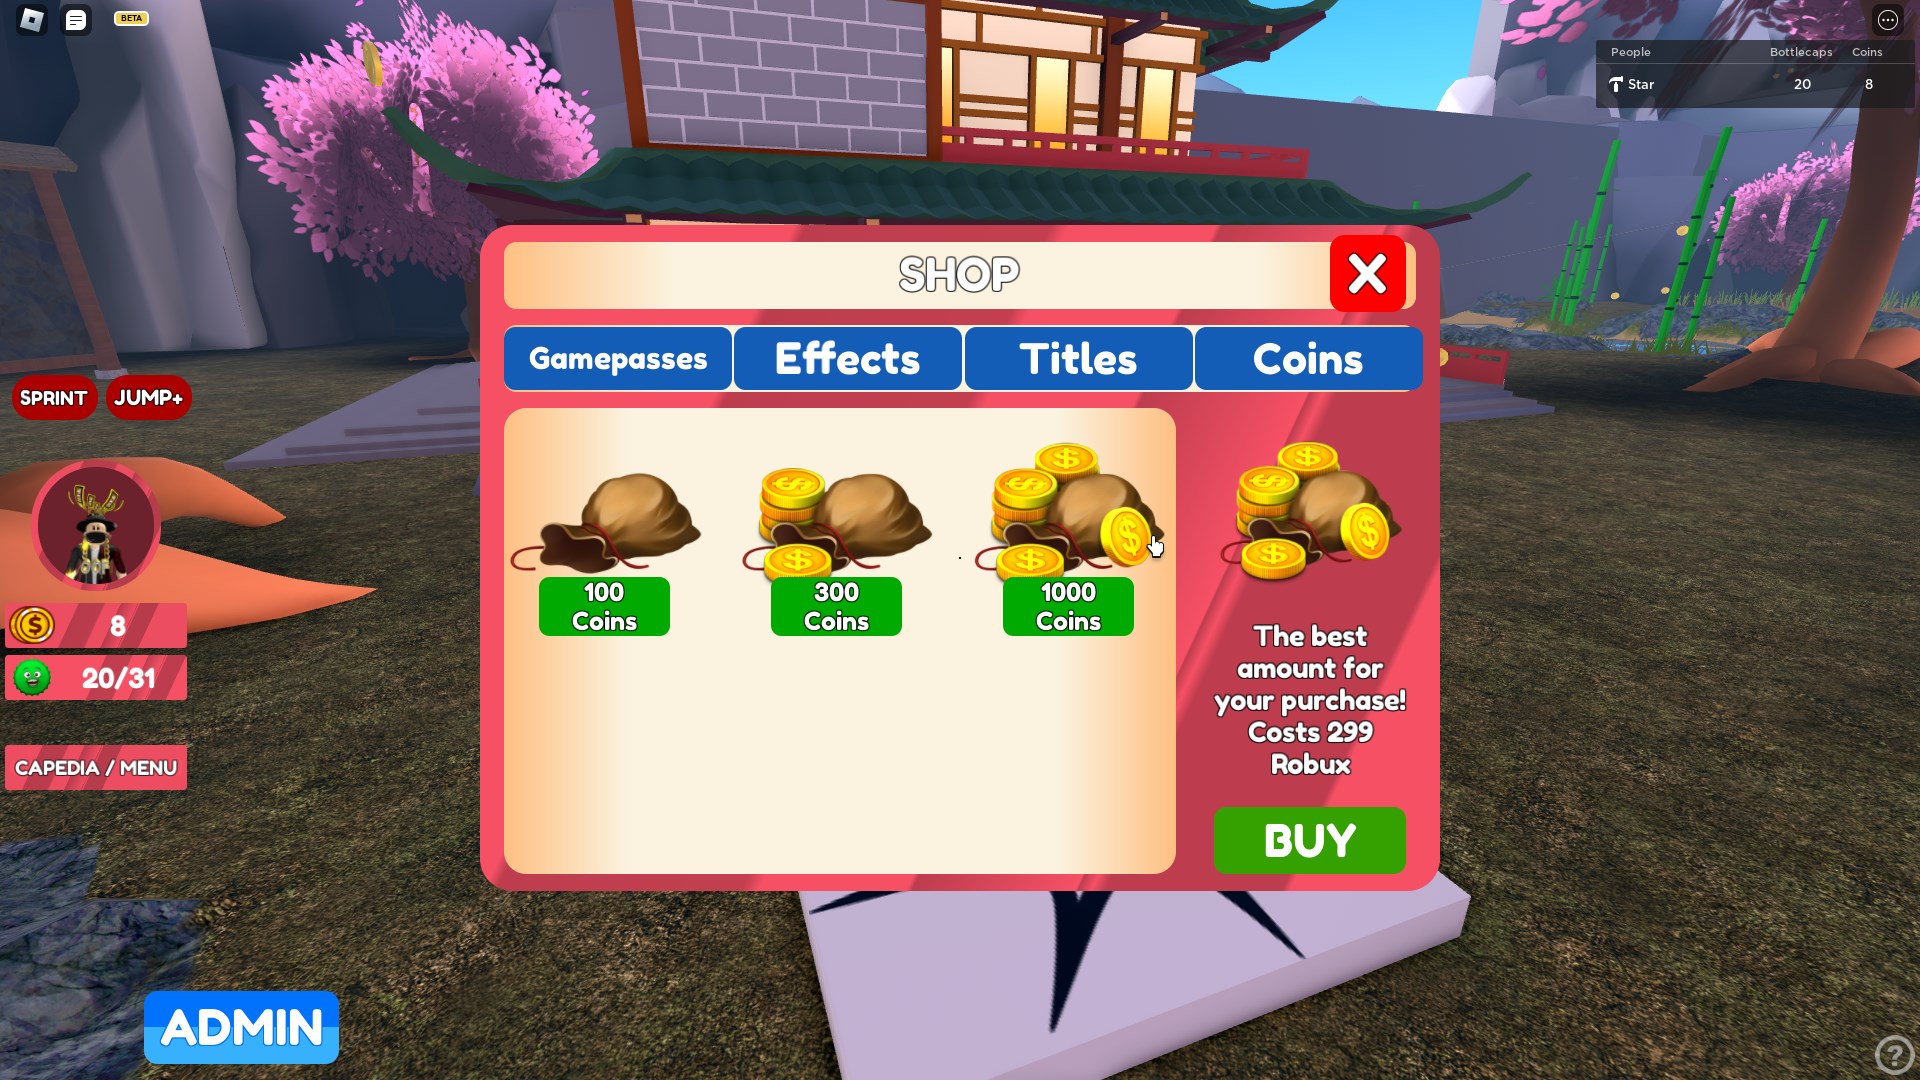 BETA
People Bottlecaps Coins
Star 20 8
SHOP
X
Gamepasses Effects Titles Coins
SPRINT JUMP+
100
Coins
300
Coins
1000
Coins
8
20/31
The best
amount for
your purchase!
Costs 299
Robux
CAPEDIA / MENU
BUY
ADMIN
?